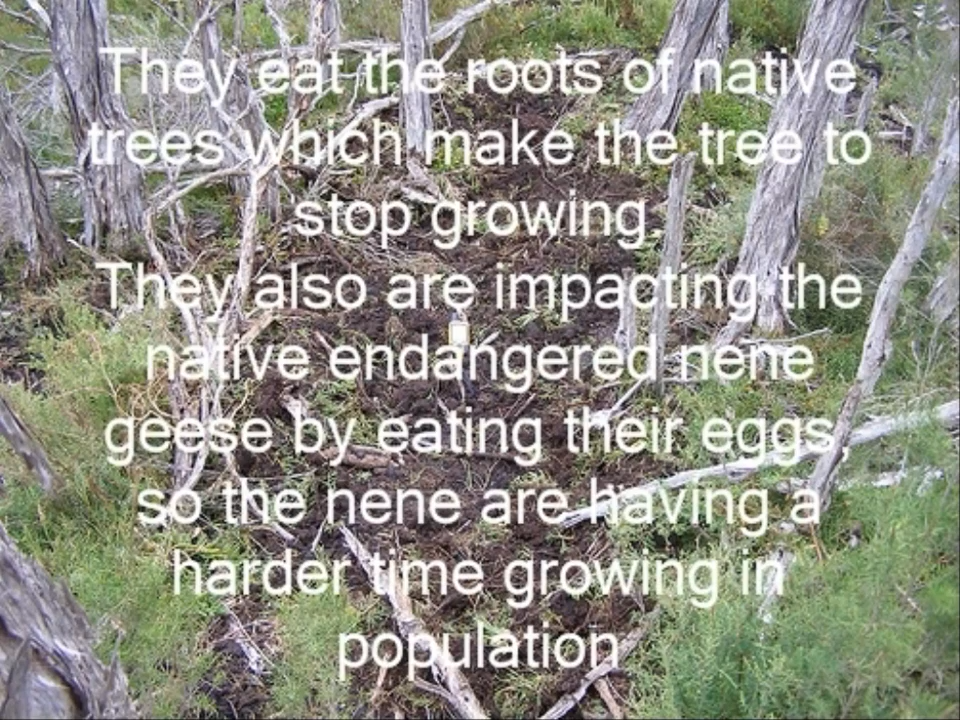 They eat the roots of native
trees which make the tree to
stop growing.
They also are impacting the
native endangered nene
geese by eating their eggs,
so the nene are having a
harder time growing in
population